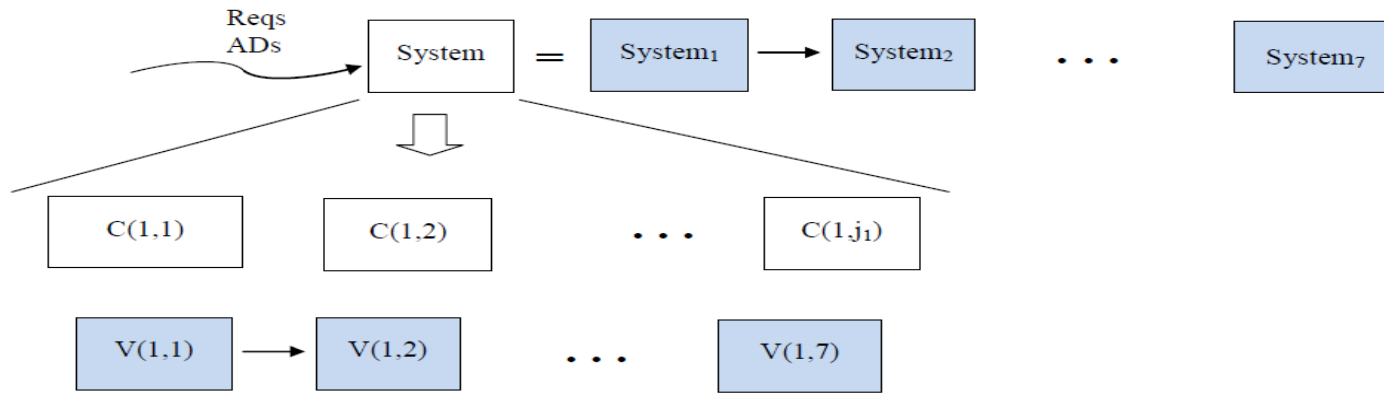 Reqs
ADs
System = System₁ System₂ . . . System₇
C(1,1) C(1,2) . . . C(1,j₁)
V(1,1) V(1,2) . . . V(1,7)